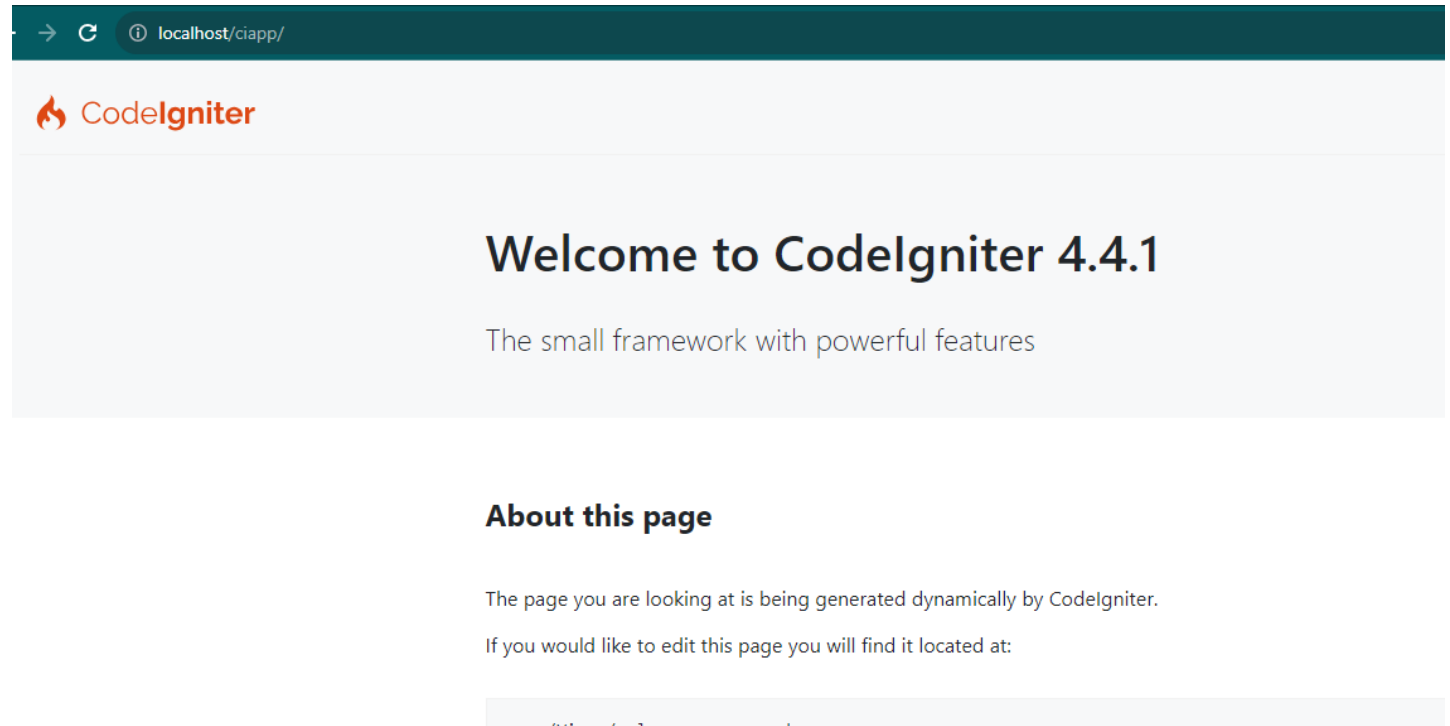 localhost/ciapp/
CodeIgniter
Welcome to CodeIgniter 4.4.1
The small framework with powerful features
About this page
The page you are looking at is being generated dynamically by CodeIgniter.
If you would like to edit this page you will find it located at: